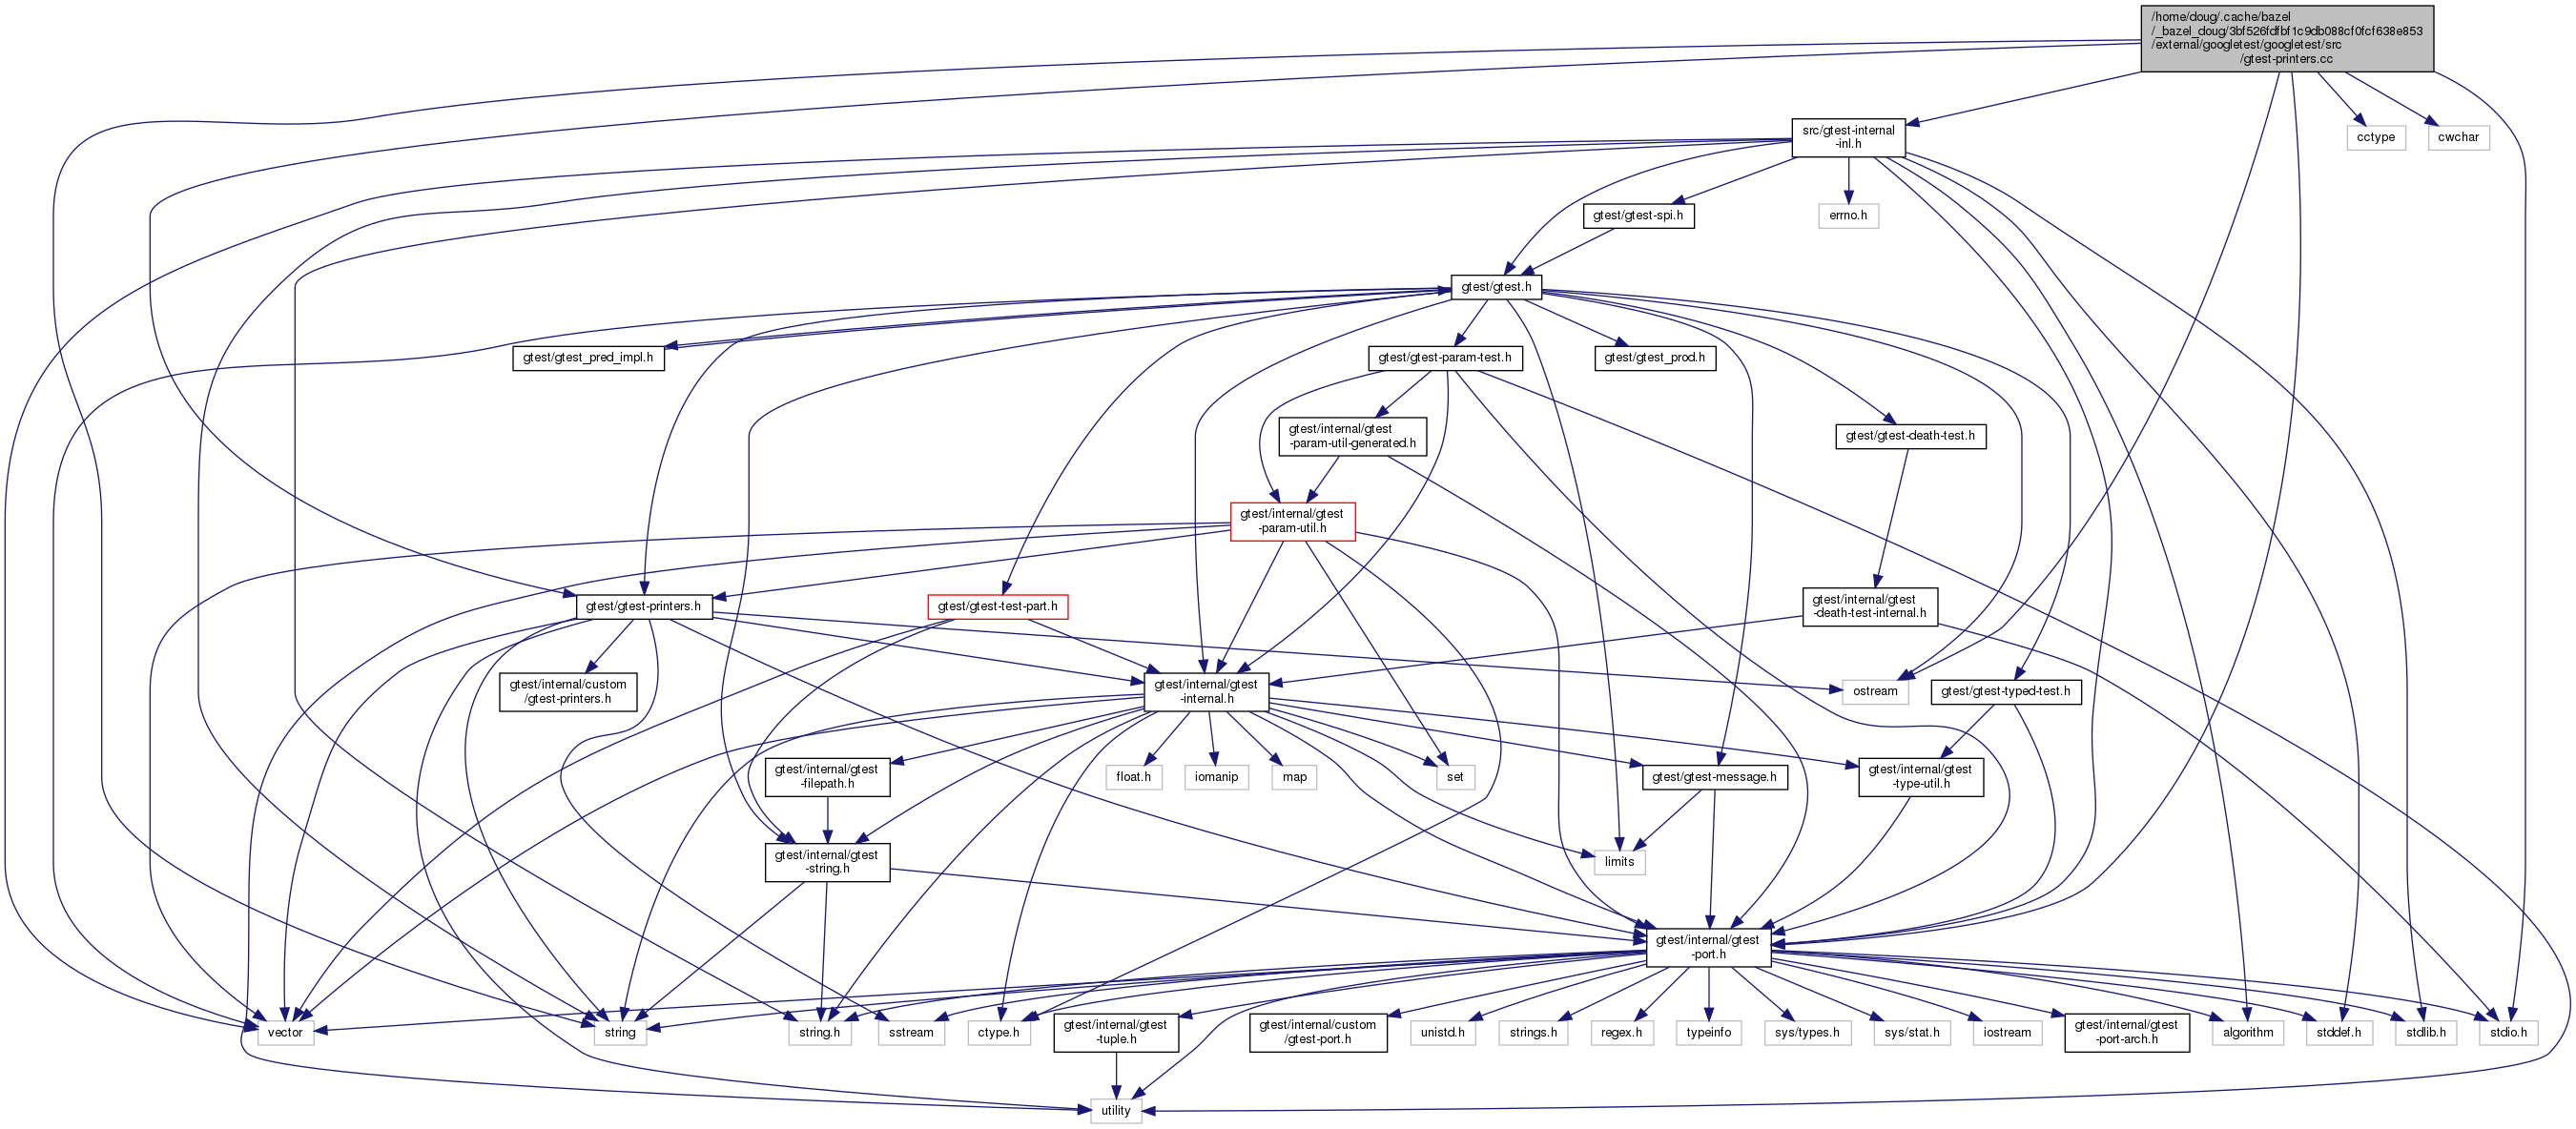 /home/doug/.cache/bazel
/_bazel_doug/3bf526fdfbf1c9db088cf0fcf638e853
/external/googletest/googletest/src
/gtest-printers.cc
src/gtest-internal
-inl.h
cctype
cwchar
gtest/gtest-spi.h
errno.h
gtest/gtest.h
gtest/gtest_pred_impl.h
gtest/gtest-param-test.h
gtest/gtest_prod.h
gtest/internal/gtest
-param-util-generated.h
gtest/gtest-death-test.h
gtest/internal/gtest
-param-util.h
gtest/gtest-printers.h
gtest/gtest-test-part.h
gtest/internal/gtest
-death-test-internal.h
gtest/internal/custom
/gtest-printers.h
gtest/internal/gtest
-internal.h
ostream
gtest/gtest-typed-test.h
gtest/internal/gtest
-filepath.h
float.h
iomanip
map
set
gtest/gtest-message.h
gtest/internal/gtest
-type-util.h
gtest/internal/gtest
-string.h
limits
gtest/internal/gtest
-port.h
vector
string
string.h
sstream
ctype.h
gtest/internal/gtest
-tuple.h
gtest/internal/custom
/gtest-port.h
unistd.h
strings.h
regex.h
typeinfo
sys/types.h
sys/stat.h
iostream
gtest/internal/gtest
-port-arch.h
algorithm
stddef.h
stdlib.h
stdio.h
utility